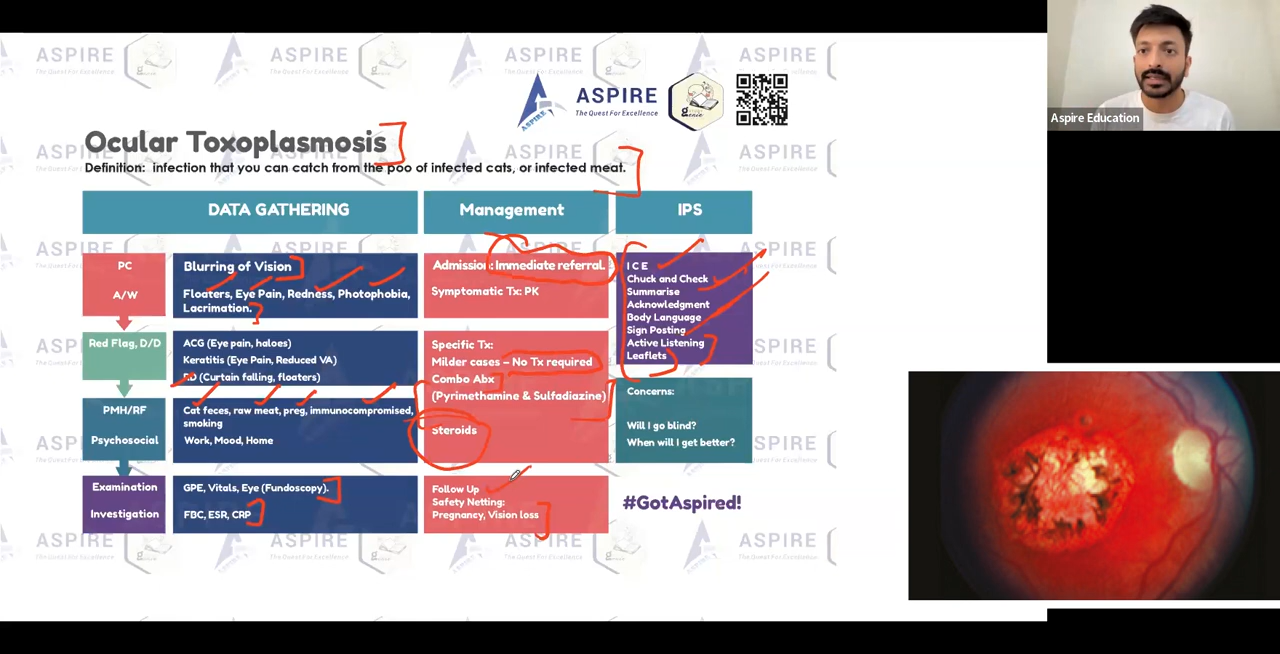 ASPIRE
The Quest For Excellence
Aspire Education
Ocular Toxoplasmosis
Definition: infection that you can catch from the poo of infected cats, or infected meat.
DATA GATHERING
Management
IPS
PC
A/W
Blurring of Vision
Floaters, Eye Pain, Redness, Photophobia,
Lacrimation.
Admission: Immediate referral.
Symptomatic Tx: PK
I C E
Chuck and Check
Summarise
Acknowledgment
Body Language
Sign Posting
Active Listening
Leaflets
Red Flag, D/D
ACG (Eye pain, haloes)
Keratitis (Eye Pain, Reduced VA)
RD (Curtain falling, floaters)
Specific Tx:
Milder cases – No Tx required
Combo Abx
(Pyrimethamine & Sulfadiazine)
Steroids
Concerns:
Will I go blind?
When will I get better?
PMH/RF
Psychosocial
Cat feces, raw meat, preg, immunocompromised,
smoking
Work, Mood, Home
Examination
Investigation
GPE, Vitals, Eye (Fundoscopy).
FBC, ESR, CRP
Follow Up
Safety Netting:
Pregnancy, Vision loss
#GotAspired!